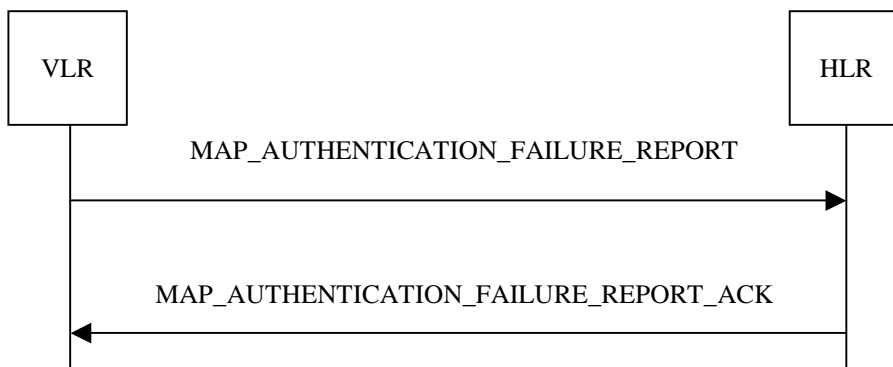 VLR
HLR
MAP_AUTHENTICATION_FAILURE_REPORT
MAP_AUTHENTICATION_FAILURE_REPORT_ACK